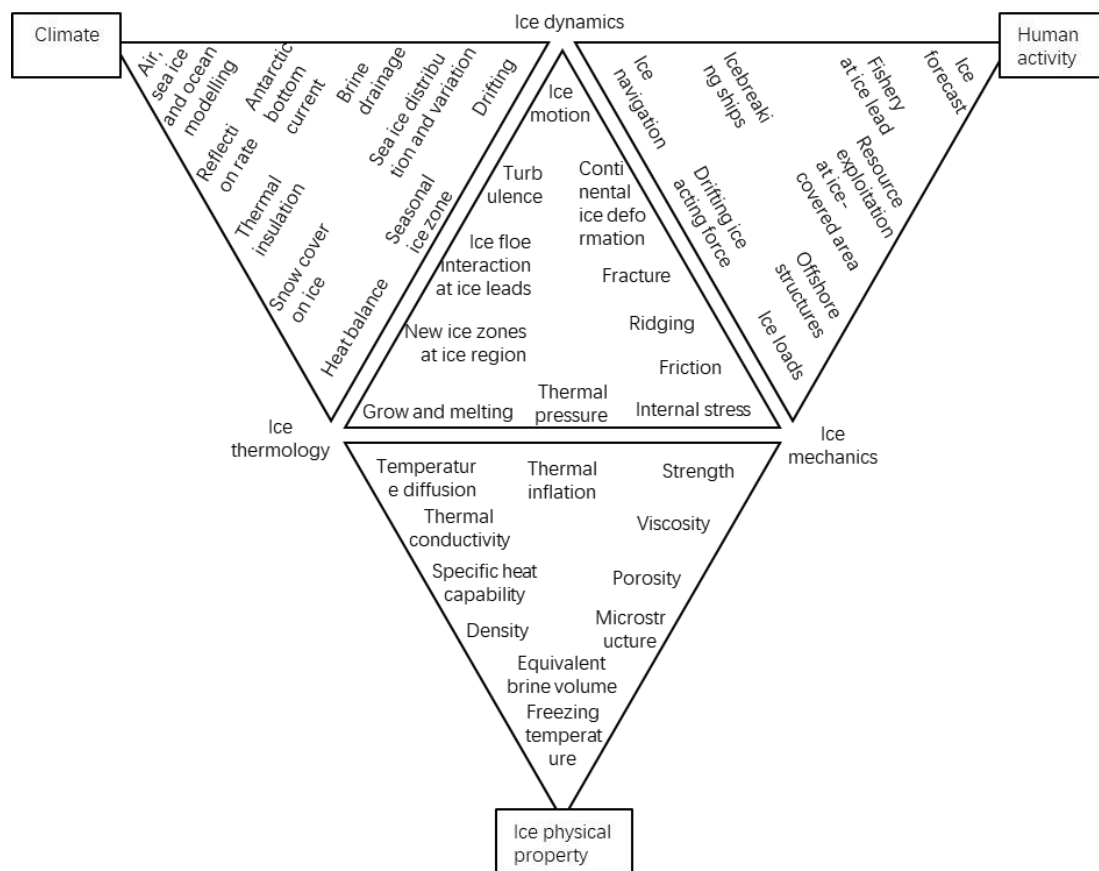 Ice dynamics
Climate
Human
activity
Air,
sea ice
and ocean
modelling
Antarctic
bottom
current
Brine
drainage
Sea ice distribu
tion and variation
Drifting
Reflecti
on rate
Thermal
insulation
Snow cover
on ice
Seasonal
ice zone
Heat balance
Ice
motion
Turb
ulence
Conti
nental
ice defo
rmation
Ice floe
interaction
at ice leads
Fracture
New ice zones
at ice region
Ridging
Friction
Grow and melting
Thermal
pressure
Internal stress
Ice
navigation
Icebreaki
ng ships
Fishery
at ice lead
Ice
forecast
Drifting ice
acting force
Resource
exploitation
at ice-
covered area
Offshore
structures
Ice loads
Ice
thermology
Ice
mechanics
Temperatur
e diffusion
Thermal
inflation
Strength
Thermal
conductivity
Viscosity
Specific heat
capability
Porosity
Density
Microstr
ucture
Equivalent
brine volume
Freezing
temperat
ure
Ice physical
property